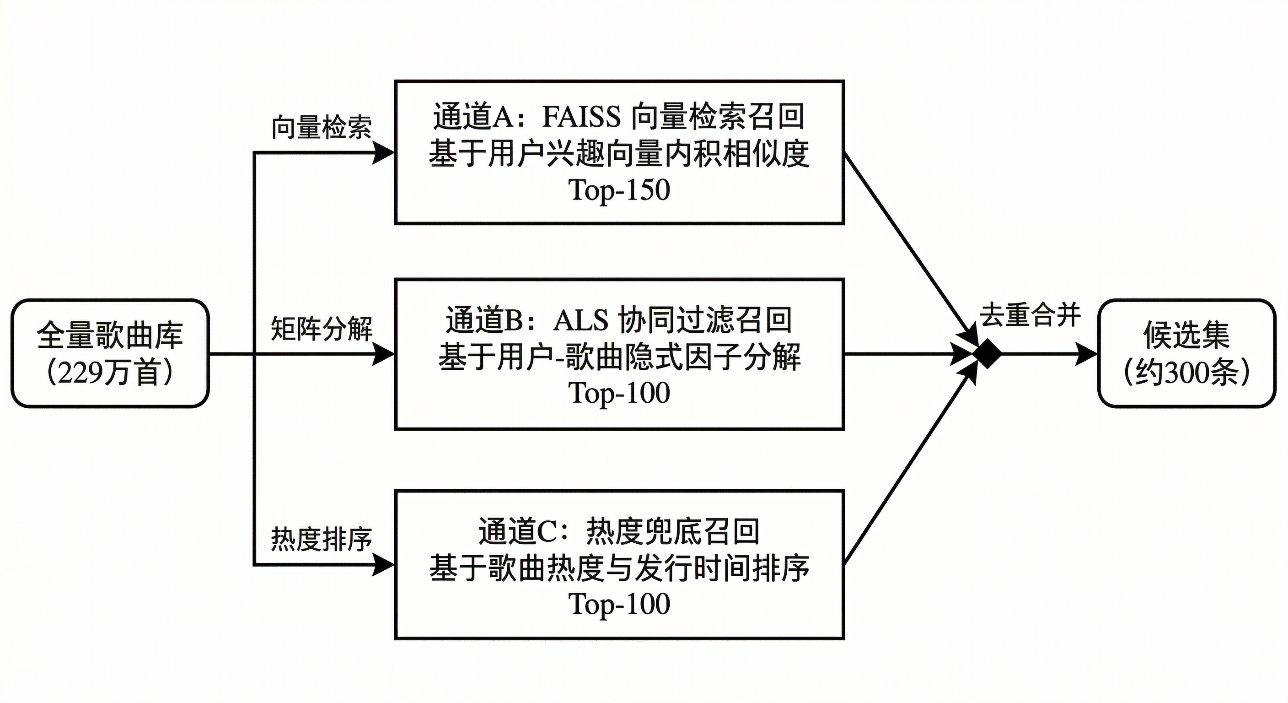 全量歌曲库
（229万首）
向量检索
通道A：FAISS 向量检索召回
基于用户兴趣向量内积相似度
Top-150
矩阵分解
通道B：ALS 协同过滤召回
基于用户-歌曲隐式因子分解
Top-100
热度排序
通道C：热度兜底召回
基于歌曲热度与发行时间排序
Top-100
去重合并
候选集
（约300条）